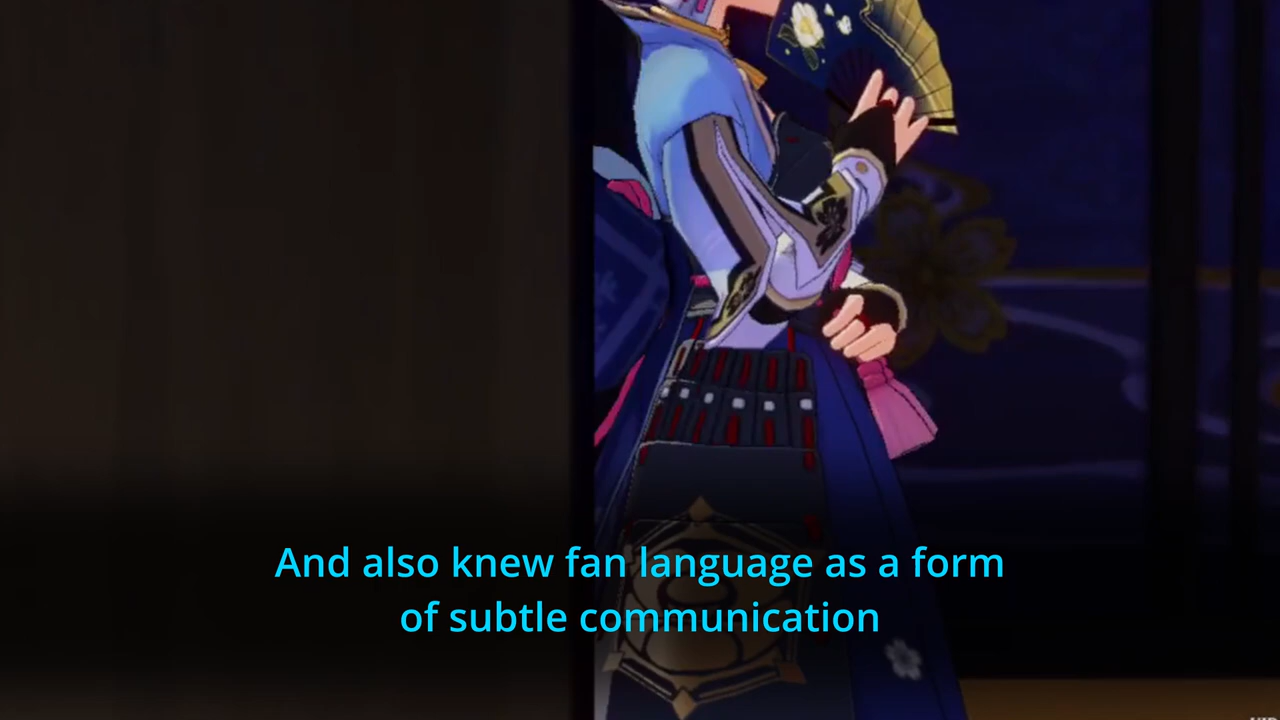 And also knew fan language as a form
of subtle communication